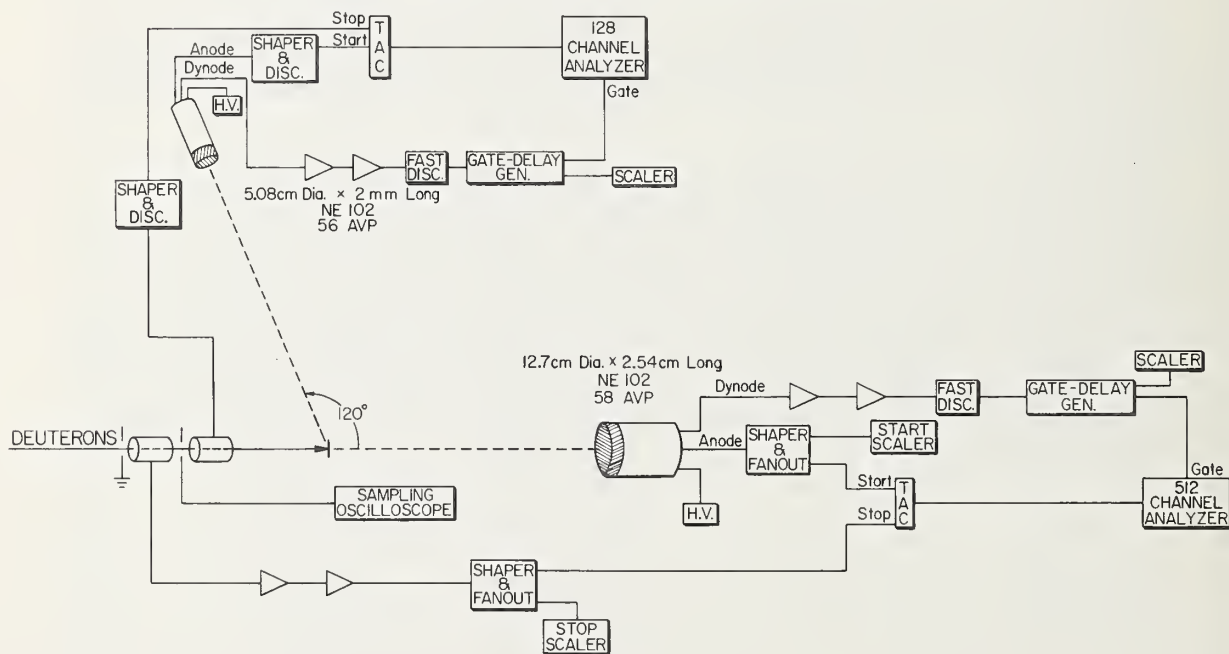 Stop
Start
T
A
C
128
CHANNEL
ANALYZER
Anode
SHAPER
&
DISC.
Dynode
H.V.
Gate
SHAPER
&
DISC.
FAST
DISC.
GATE-DELAY
GEN.
SCALER
5.08cm Dia. × 2 mm Long
NE 102
56 AVP
120°
12.7cm Dia. × 2.54cm Long
NE 102
58 AVP
Dynode
FAST
DISC.
GATE-DELAY
GEN.
SCALER
DEUTERONS
Anode
SHAPER
&
FANOUT
START
SCALER
SAMPLING
OSCILLOSCOPE
H.V.
Start
Stop
T
A
C
Gate
512
CHANNEL
ANALYZER
SHAPER
&
FANOUT
STOP
SCALER